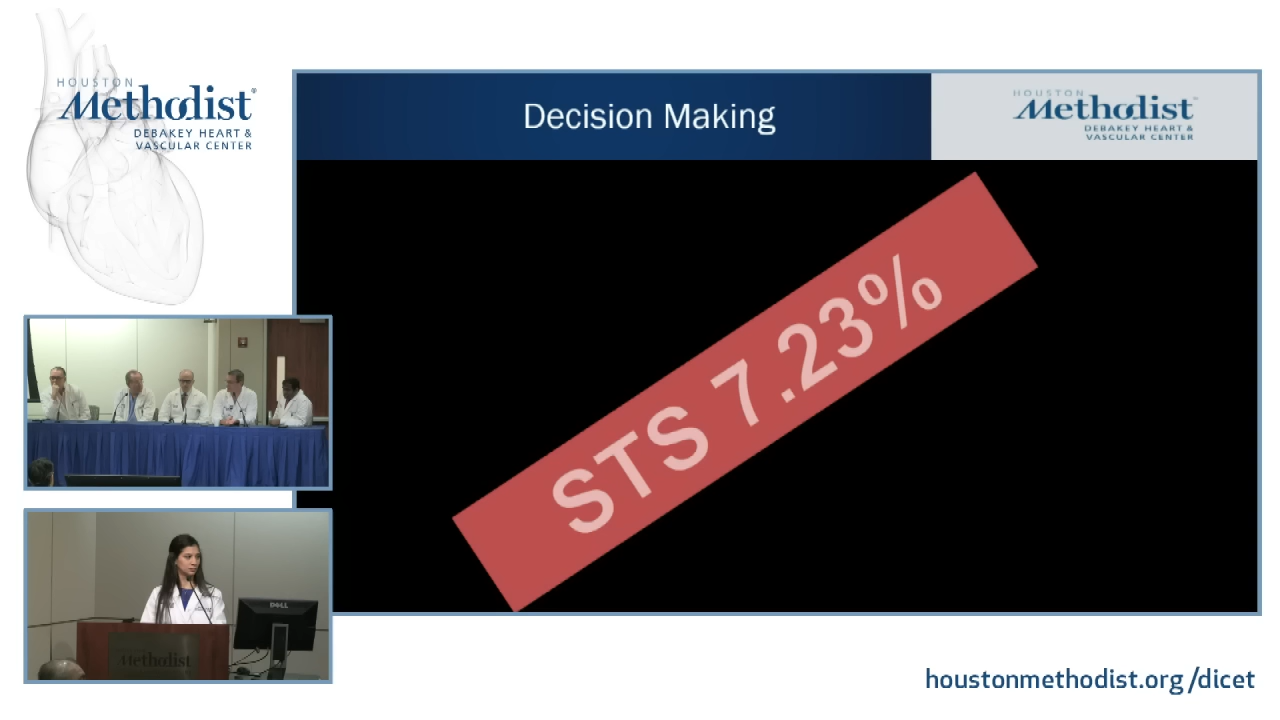 HOUSTON
Methodist
DEBAKEY HEART &
VASCULAR CENTER
Decision Making
HOUSTON
Methodist
DEBAKEY HEART &
VASCULAR CENTER
STS 7.23%
DELL
Methodist
houstonmethodist.org/dicet